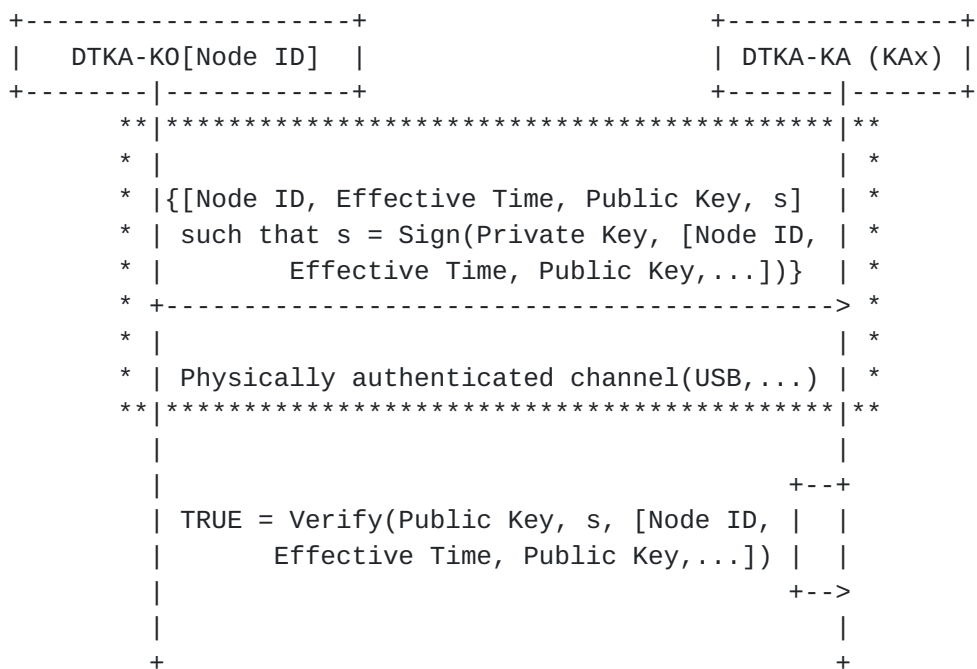 DTKA-KO[Node ID] DTKA-KA (KAx)
{[Node ID, Effective Time, Public Key, s]
such that s = Sign(Private Key, [Node ID,
Effective Time, Public Key,...])}
Physically authenticated channel(USB,...)
TRUE = Verify(Public Key, s, [Node ID,
Effective Time, Public Key,...])